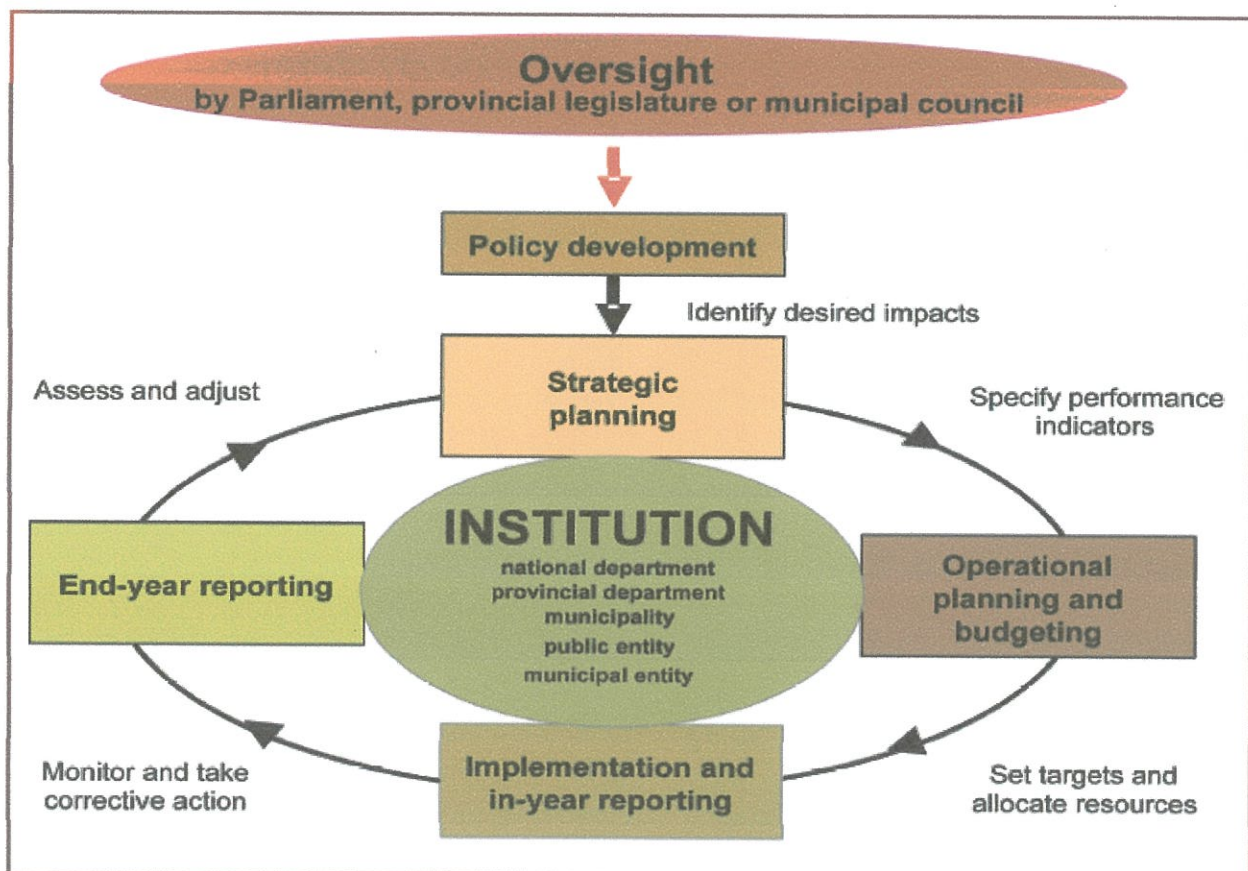 Oversight
by Parliament, provincial legislature or municipal council
Policy development
Identify desired impacts
Strategic
planning
Assess and adjust
Specify performance
indicators
INSTITUTION
national department
provincial department
municipality
public entity
municipal entity
End-year reporting
Operational
planning and
budgeting
Implementation and
in-year reporting
Monitor and take
corrective action
Set targets and
allocate resources